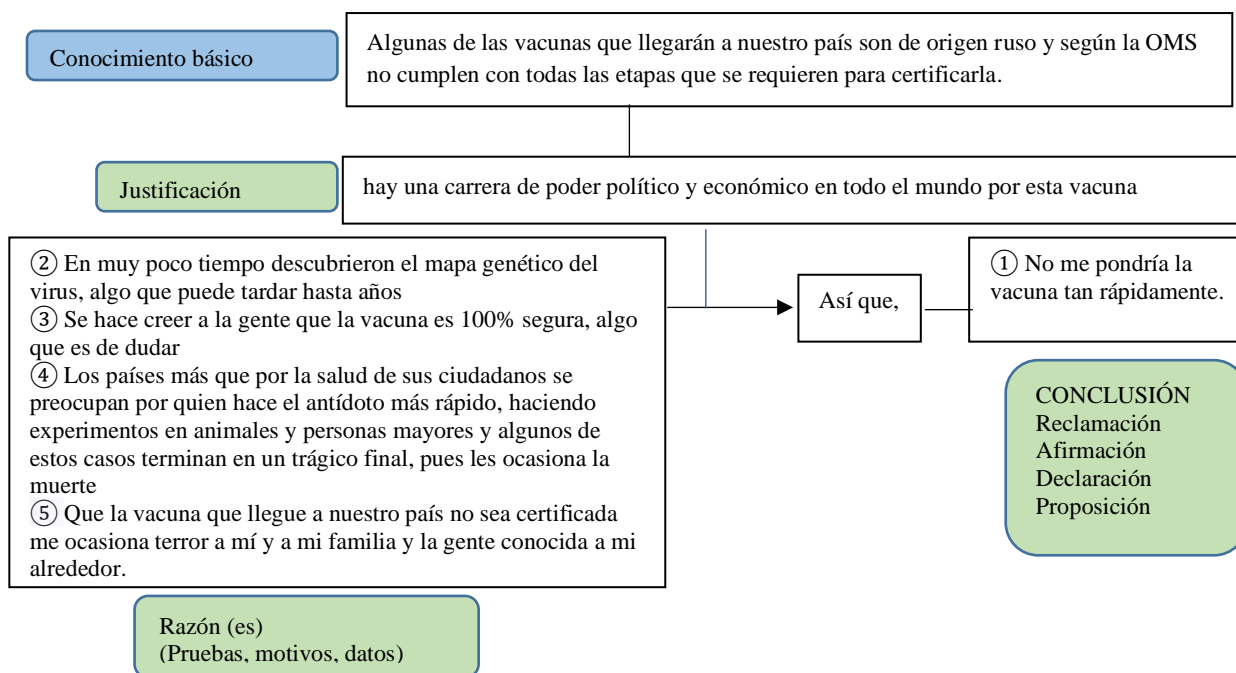 Conocimiento básico
Algunas de las vacunas que llegarán a nuestro país son de origen ruso y según la OMS
no cumplen con todas las etapas que se requieren para certificarla.
Justificación
hay una carrera de poder político y económico en todo el mundo por esta vacuna
② En muy poco tiempo descubrieron el mapa genético del
virus, algo que puede tardar hasta años
③ Se hace creer a la gente que la vacuna es 100% segura, algo
que es de dudar
④ Los países más que por la salud de sus ciudadanos se
preocupan por quien hace el antídoto más rápido, haciendo
experimentos en animales y personas mayores y algunos de
estos casos terminan en un trágico final, pues les ocasiona la
muerte
⑤ Que la vacuna que llegue a nuestro país no sea certificada
me ocasiona terror a mí y a mi familia y la gente conocida a mi
alrededor.
Así que,
① No me pondría la
vacuna tan rápidamente.
CONCLUSIÓN
Reclamación
Afirmación
Declaración
Proposición
Razón (es)
(Pruebas, motivos, datos)